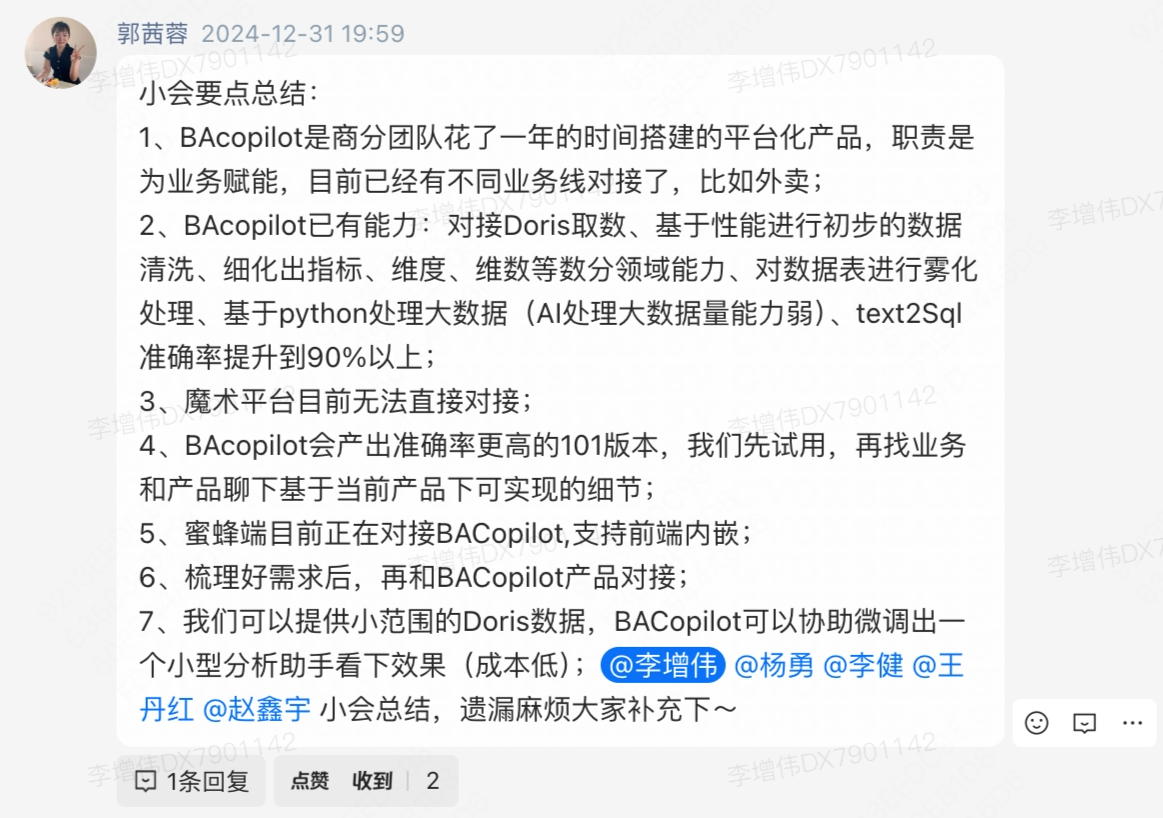 郭茜蓉 2024-12-31 19:59
小会要点总结：
1、BAcopilot是商分团队花了一年的时间搭建的平台化产品，职责是
为业务赋能，目前已经有不同业务线对接了，比如外卖；
2、BAcopilot已有能力：对接Doris取数、基于性能进行初步的数据
清洗、细化出指标、维度、维数等数分领域能力、对数据表进行雾化
处理、基于python处理大数据（AI处理大数据量能力弱）、text2Sql
准确率提升到90%以上；
3、魔术平台目前无法直接对接；
4、BAcopilot会产出准确率更高的101版本，我们先试用，再找业务
和产品聊下基于当前产品下可实现的细节；
5、蜜蜂端目前正在对接BACopilot,支持前端内嵌；
6、梳理好需求后，再和BACopilot产品对接；
7、我们可以提供小范围的Doris数据，BACopilot可以协助微调出一
个小型分析助手看下效果（成本低）；@李增伟 @杨勇 @李健 @王
丹红 @赵鑫宇 小会总结，遗漏麻烦大家补充下～
1条回复 点赞 收到 2
李增伟DX7901142